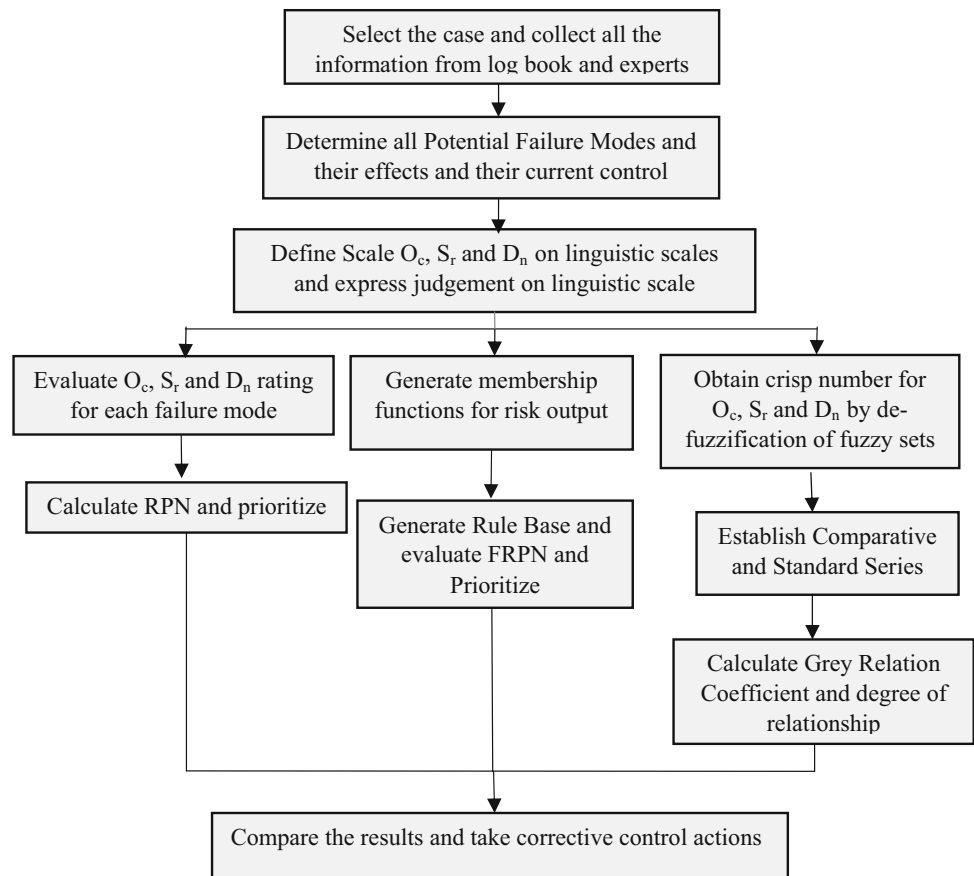 Select the case and collect all the
information from log book and experts
Determine all Potential Failure Modes and
their effects and their current control
Define Scale Oc, Sr and Dn on linguistic scales
and express judgement on linguistic scale
Evaluate Oc, Sr and Dn rating
for each failure mode
Calculate RPN and prioritize
Generate membership
functions for risk output
Generate Rule Base and
evaluate FRPN and
Prioritize
Obtain crisp number for
Oc, Sr and Dn by de-
fuzzification of fuzzy sets
Establish Comparative
and Standard Series
Calculate Grey Relation
Coefficient and degree of
relationship
Compare the results and take corrective control actions